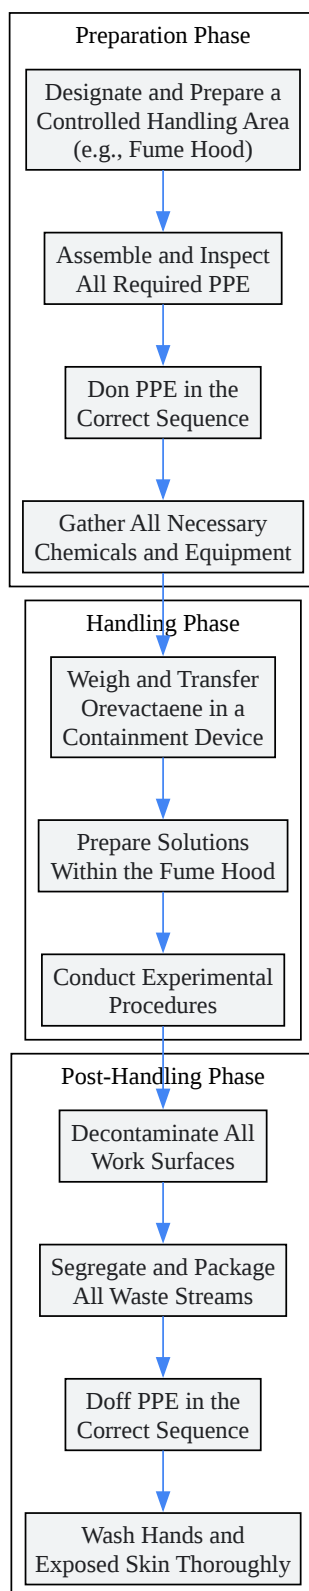 Preparation Phase
Designate and Prepare a
Controlled Handling Area
(e.g., Fume Hood)
Assemble and Inspect
All Required PPE
Don PPE in the
Correct Sequence
Gather All Necessary
Chemicals and Equipment
Handling Phase
Weigh and Transfer
Orevactaene in a
Containment Device
Prepare Solutions
Within the Fume Hood
Conduct Experimental
Procedures
Post-Handling Phase
Decontaminate All
Work Surfaces
Segregate and Package
All Waste Streams
Doff PPE in the
Correct Sequence
Wash Hands and
Exposed Skin Thoroughly